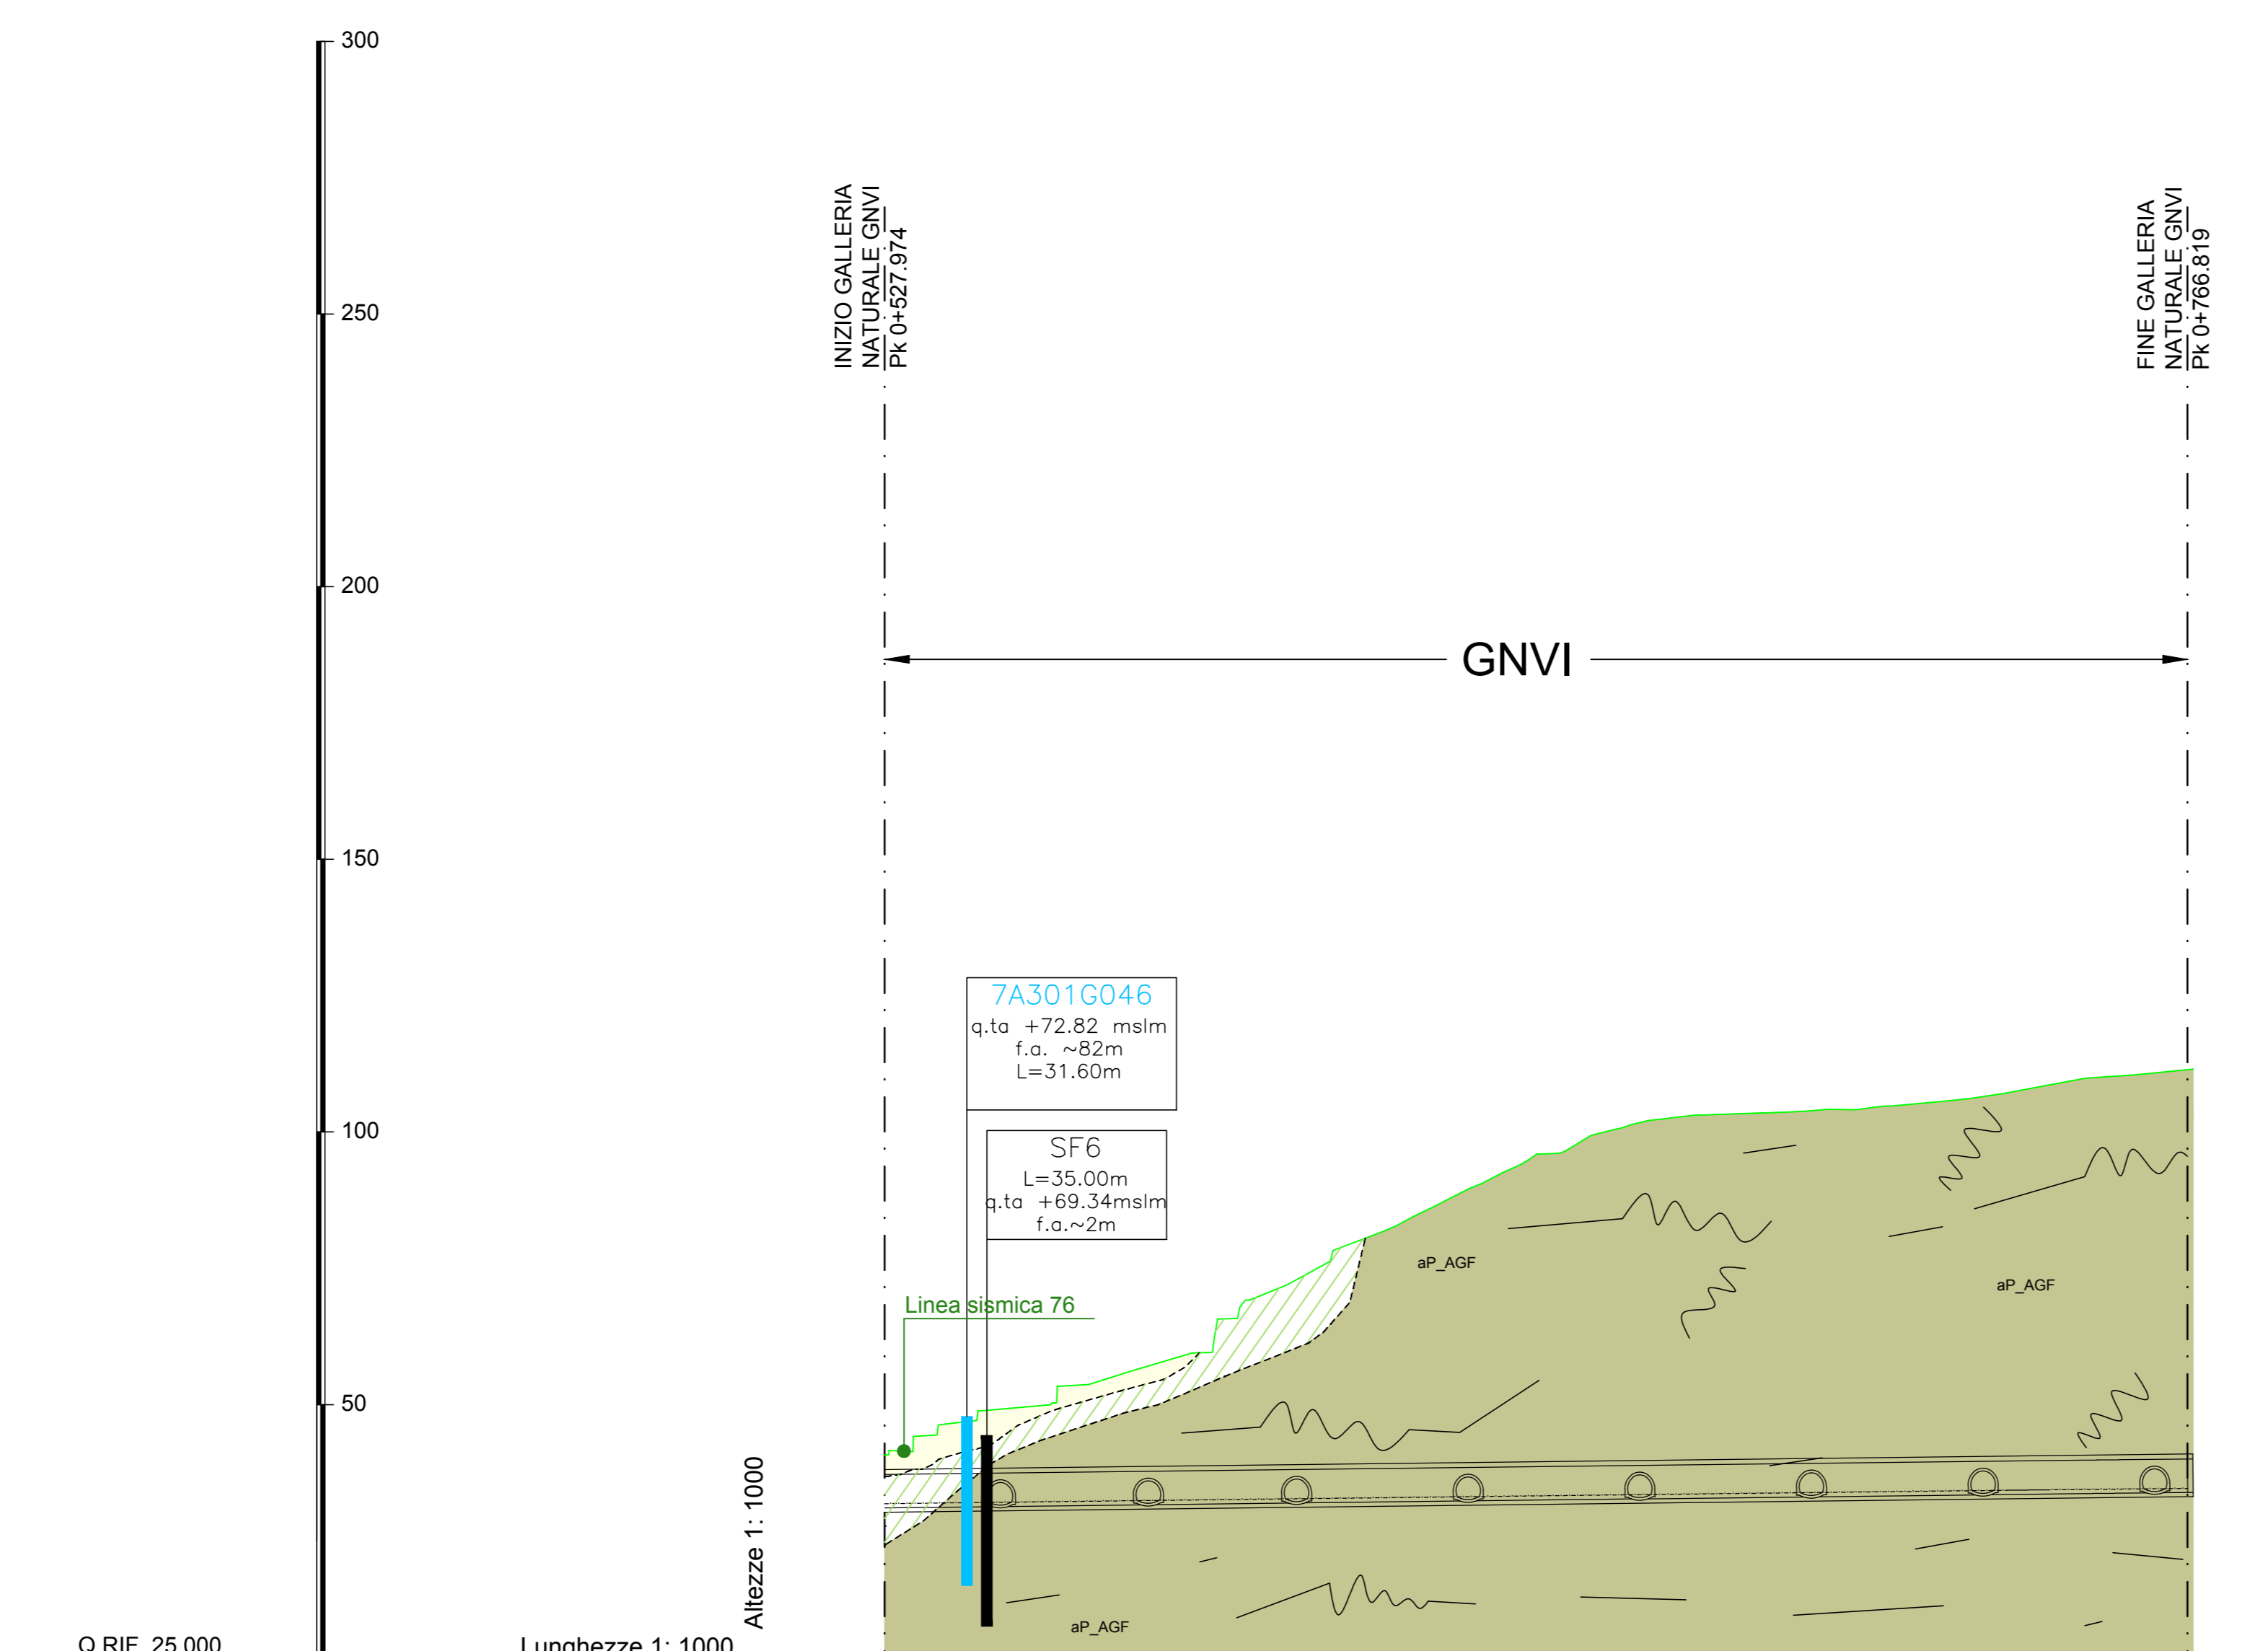 300
250
200
150
100
50
INIZIO GALLERIA
NATURALE GNVI
Pk 0+527.974
FINE GALLERIA
NATURALE GNVI
Pk 0+766.819
GNVI
7A301G046
q.ta +72.82 mslm
f.a. ~82m
L=31.60m
SF6
L=35.00m
q.ta +69.34mslm
f.a.~2m
Linea sismica 76
aP_AGF
aP_AGF
aP_AGF
Altezze 1: 1000
Lunghezze 1: 1000
Q.RIF. 25.000